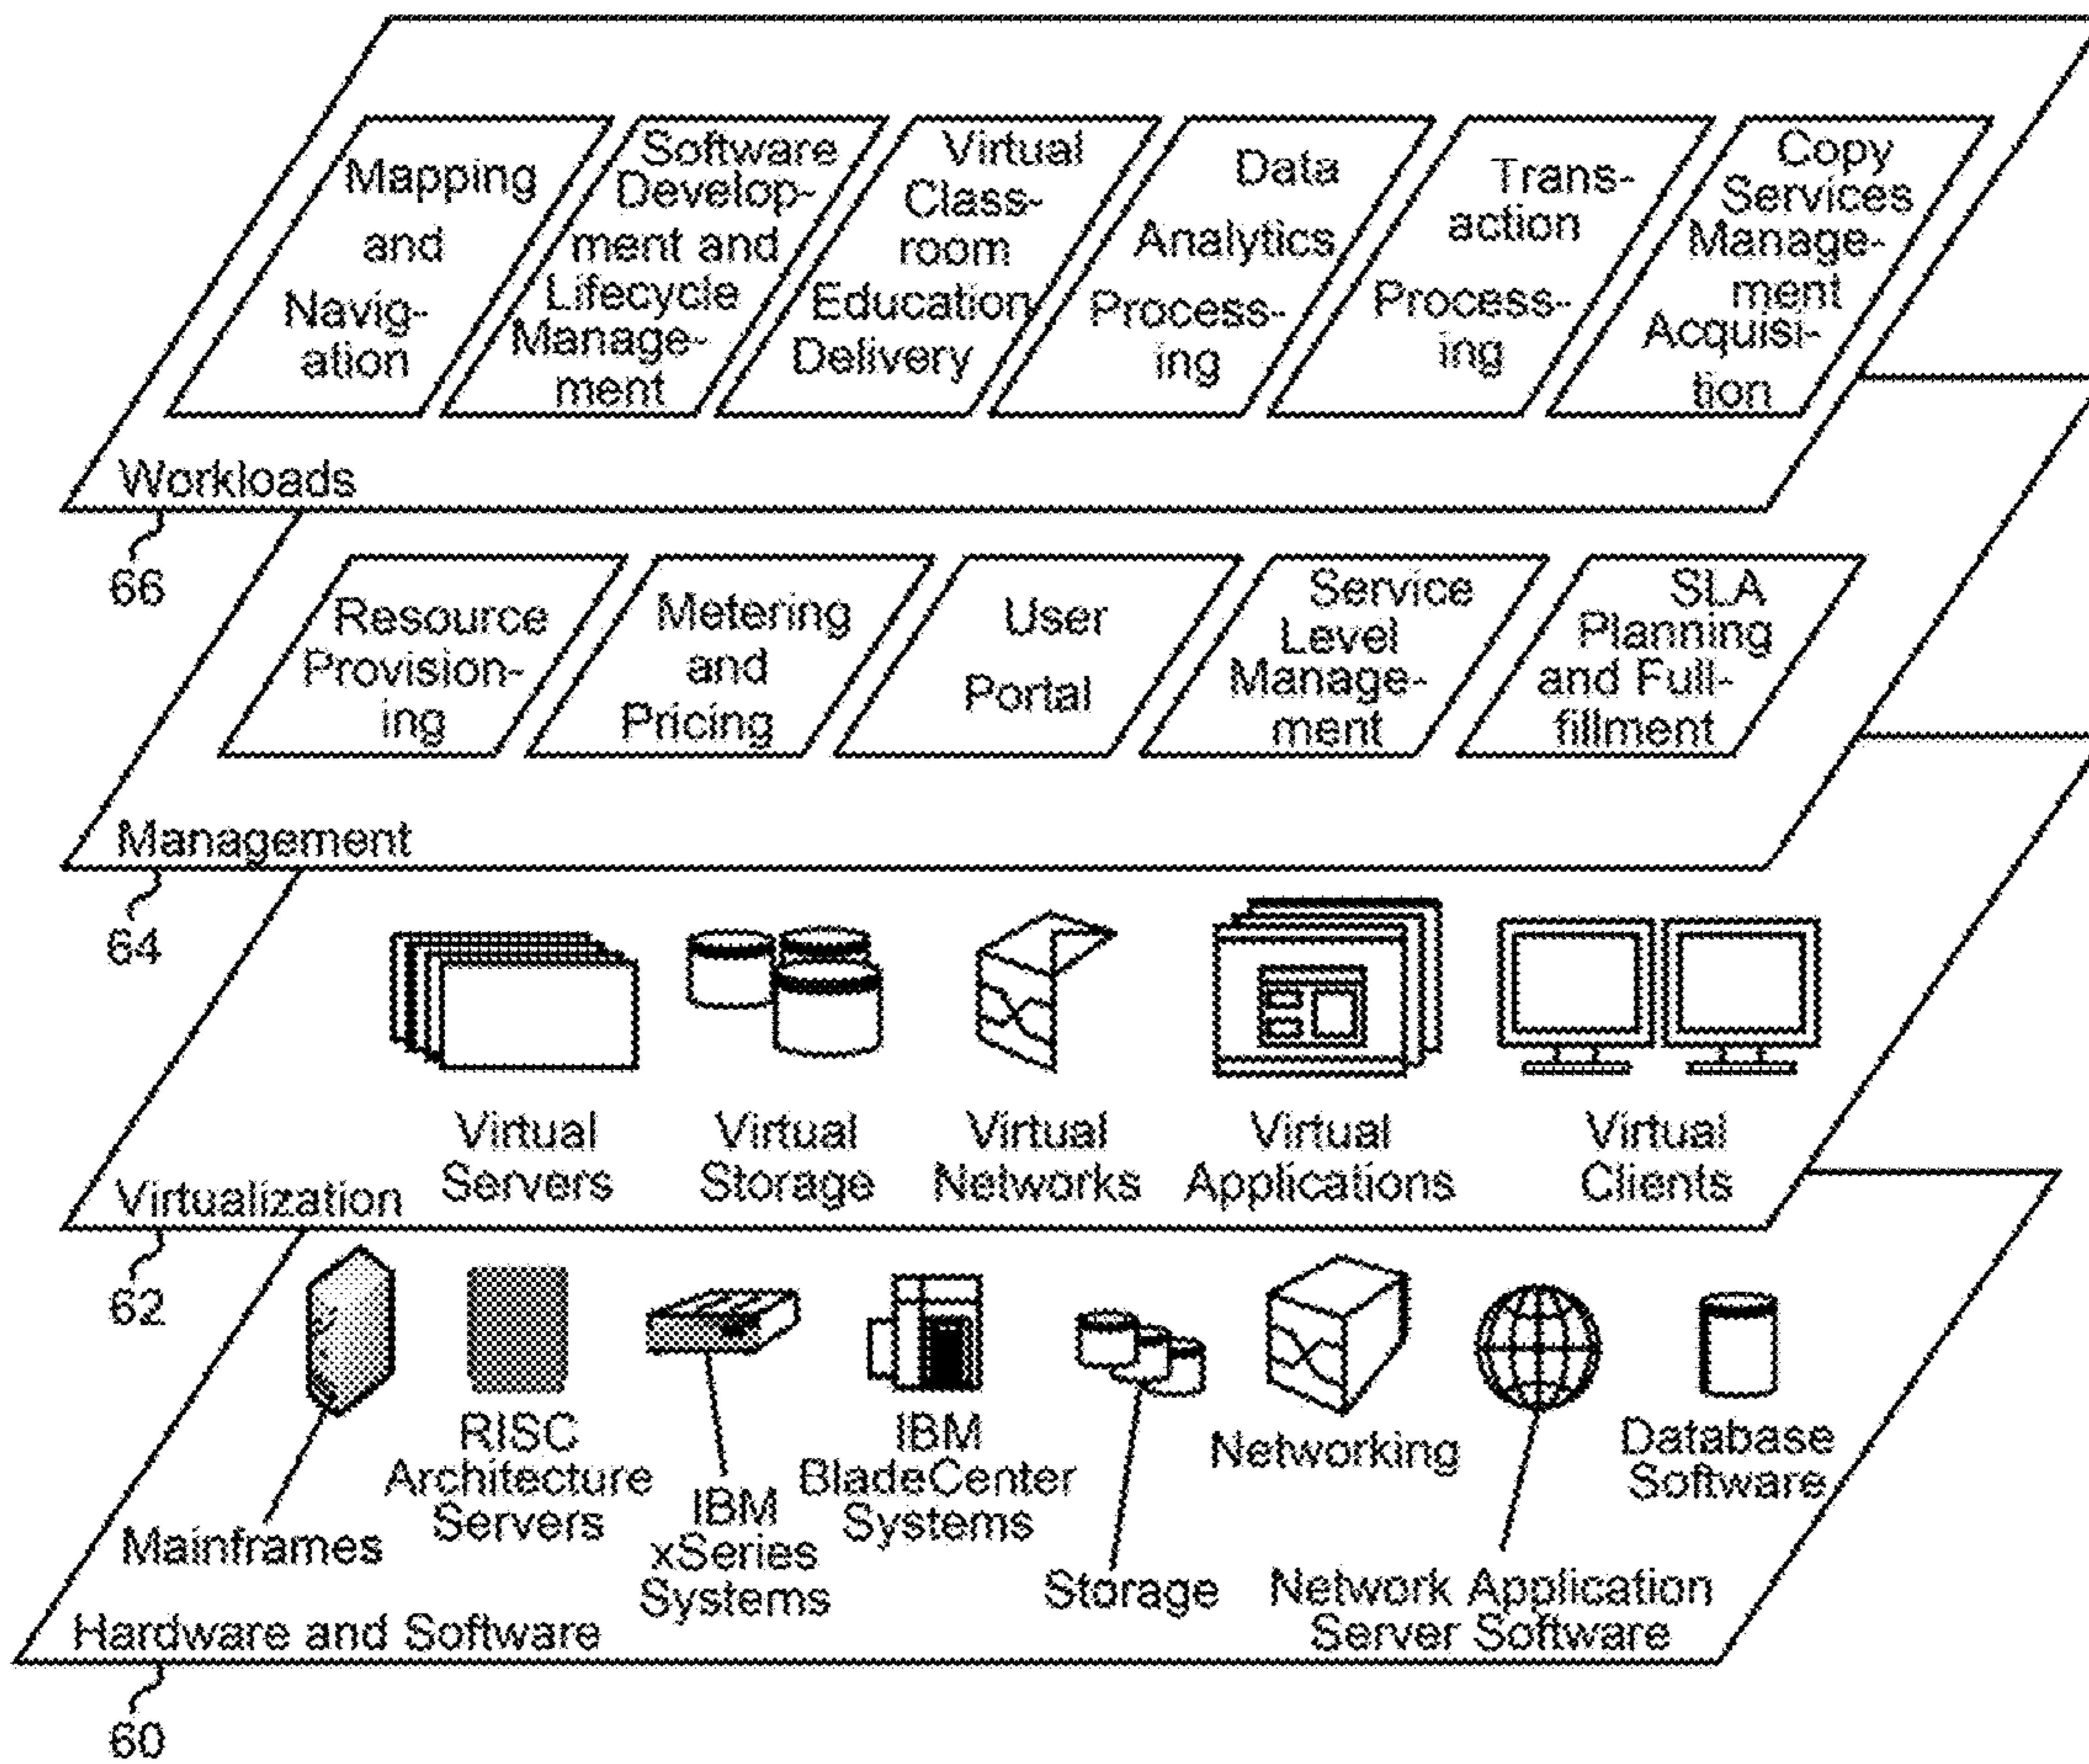 Mapping
and
Navig-
ation
Software
Develop-
ment and
Lifecycle
Manage-
ment
Virtual
Class-
room
Education
Delivery
Data
Analytics
Process-
ing
Trans-
action
Process-
ing
Copy
Services
Manage-
ment
Acquisi-
tion
Workloads
66
Resource
Provision-
ing
Metering
and
Pricing
User
Portal
Service
Level
Manage-
ment
SLA
Planning
and Full-
fillment
Management
64
Virtual
Servers
Virtual
Storage
Virtual
Networks
Virtual
Applications
Virtual
Clients
Virtualization
62
Mainframes
RISC
Architecture
Servers
IBM
xSeries
Systems
IBM
BladeCenter
Systems
Storage
Networking
Network Application
Server Software
Database
Software
Hardware and Software
60